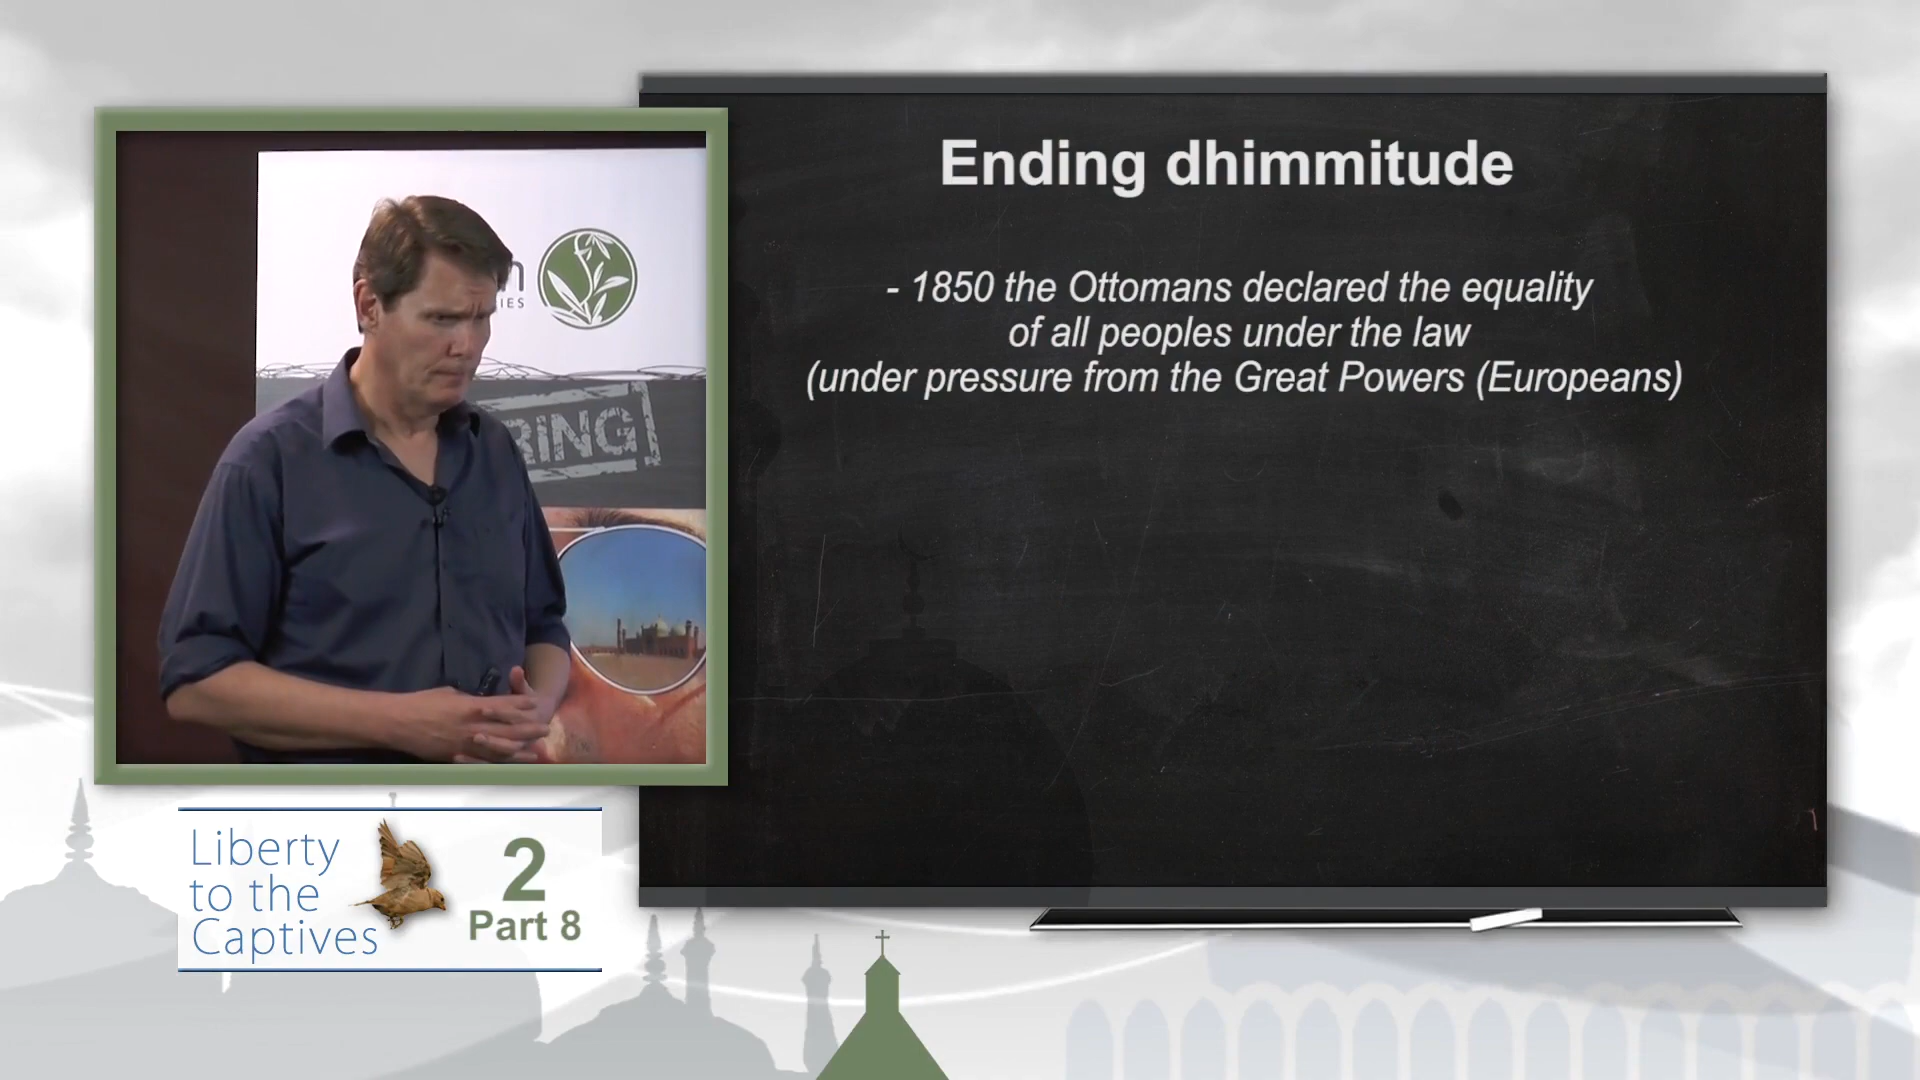 Ending dhimmitude
- 1850 the Ottomans declared the equality
of all peoples under the law
(under pressure from the Great Powers (Europeans)
Liberty
to the
Captives
2
Part 8